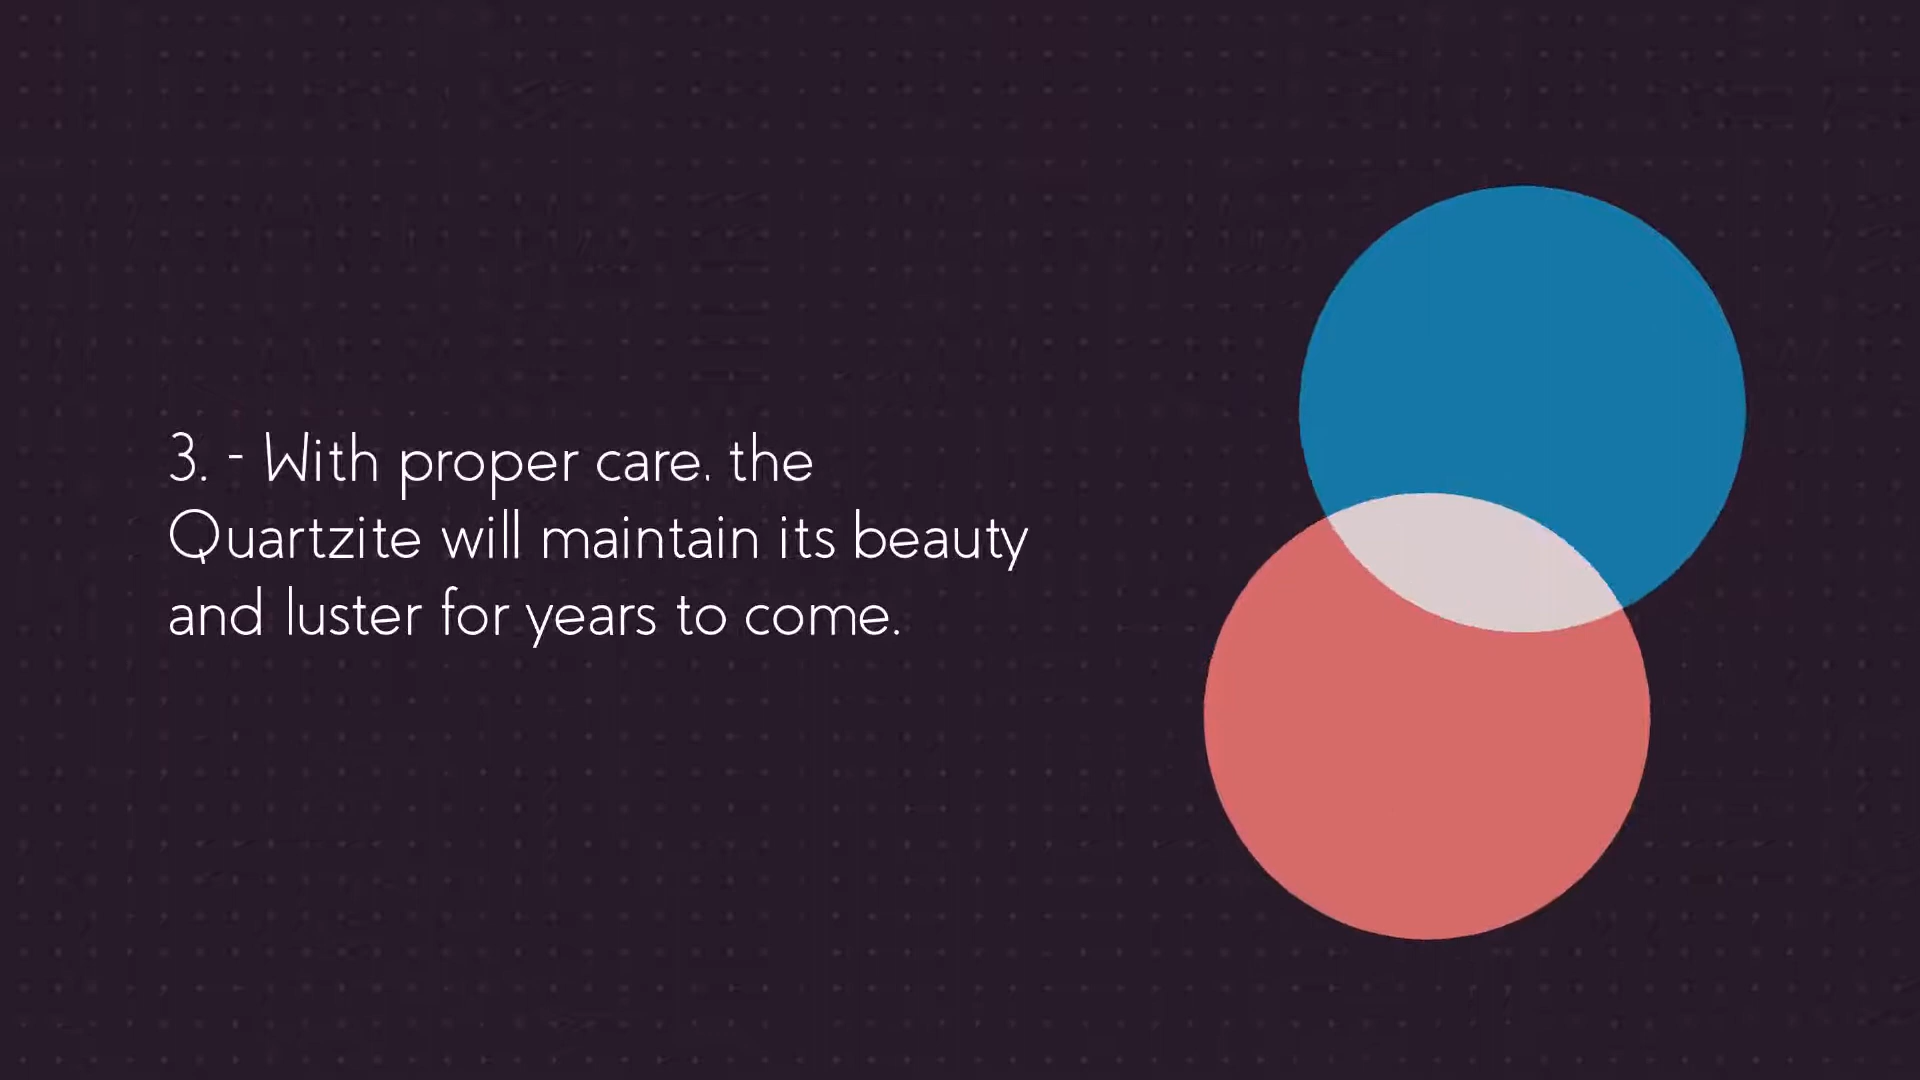 3. - With proper care, the
Quartzite will maintain its beauty
and luster for years to come.